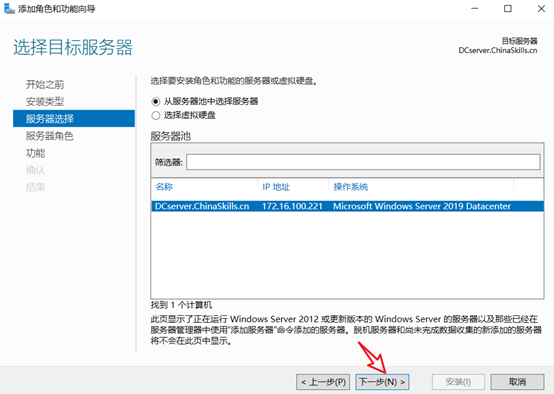 添加角色和功能向导
选择目标服务器
目标服务器
DCserver.ChinaSkills.cn
开始之前
安装类型
服务器选择
服务器角色
功能
确认
结果
选择要安装角色和功能的服务器或虚拟硬盘。
从服务器池中选择服务器
选择虚拟硬盘
服务器池
筛选器:
名称 IP 地址 操作系统
DCserver.ChinaSkills.cn 172.16.100.221 Microsoft Windows Server 2019 Datacenter
找到 1 个计算机
此页显示了正在运行 Windows Server 2012 或更新版本的 Windows Server 的服务器以及那些已经在
服务器管理器中使用"添加服务器"命令添加的服务器。脱机服务器和尚未完成数据收集的新添加的服务器
将不会在此页中显示。
< 上一步(P) 下一步(N) > 安装(I) 取消